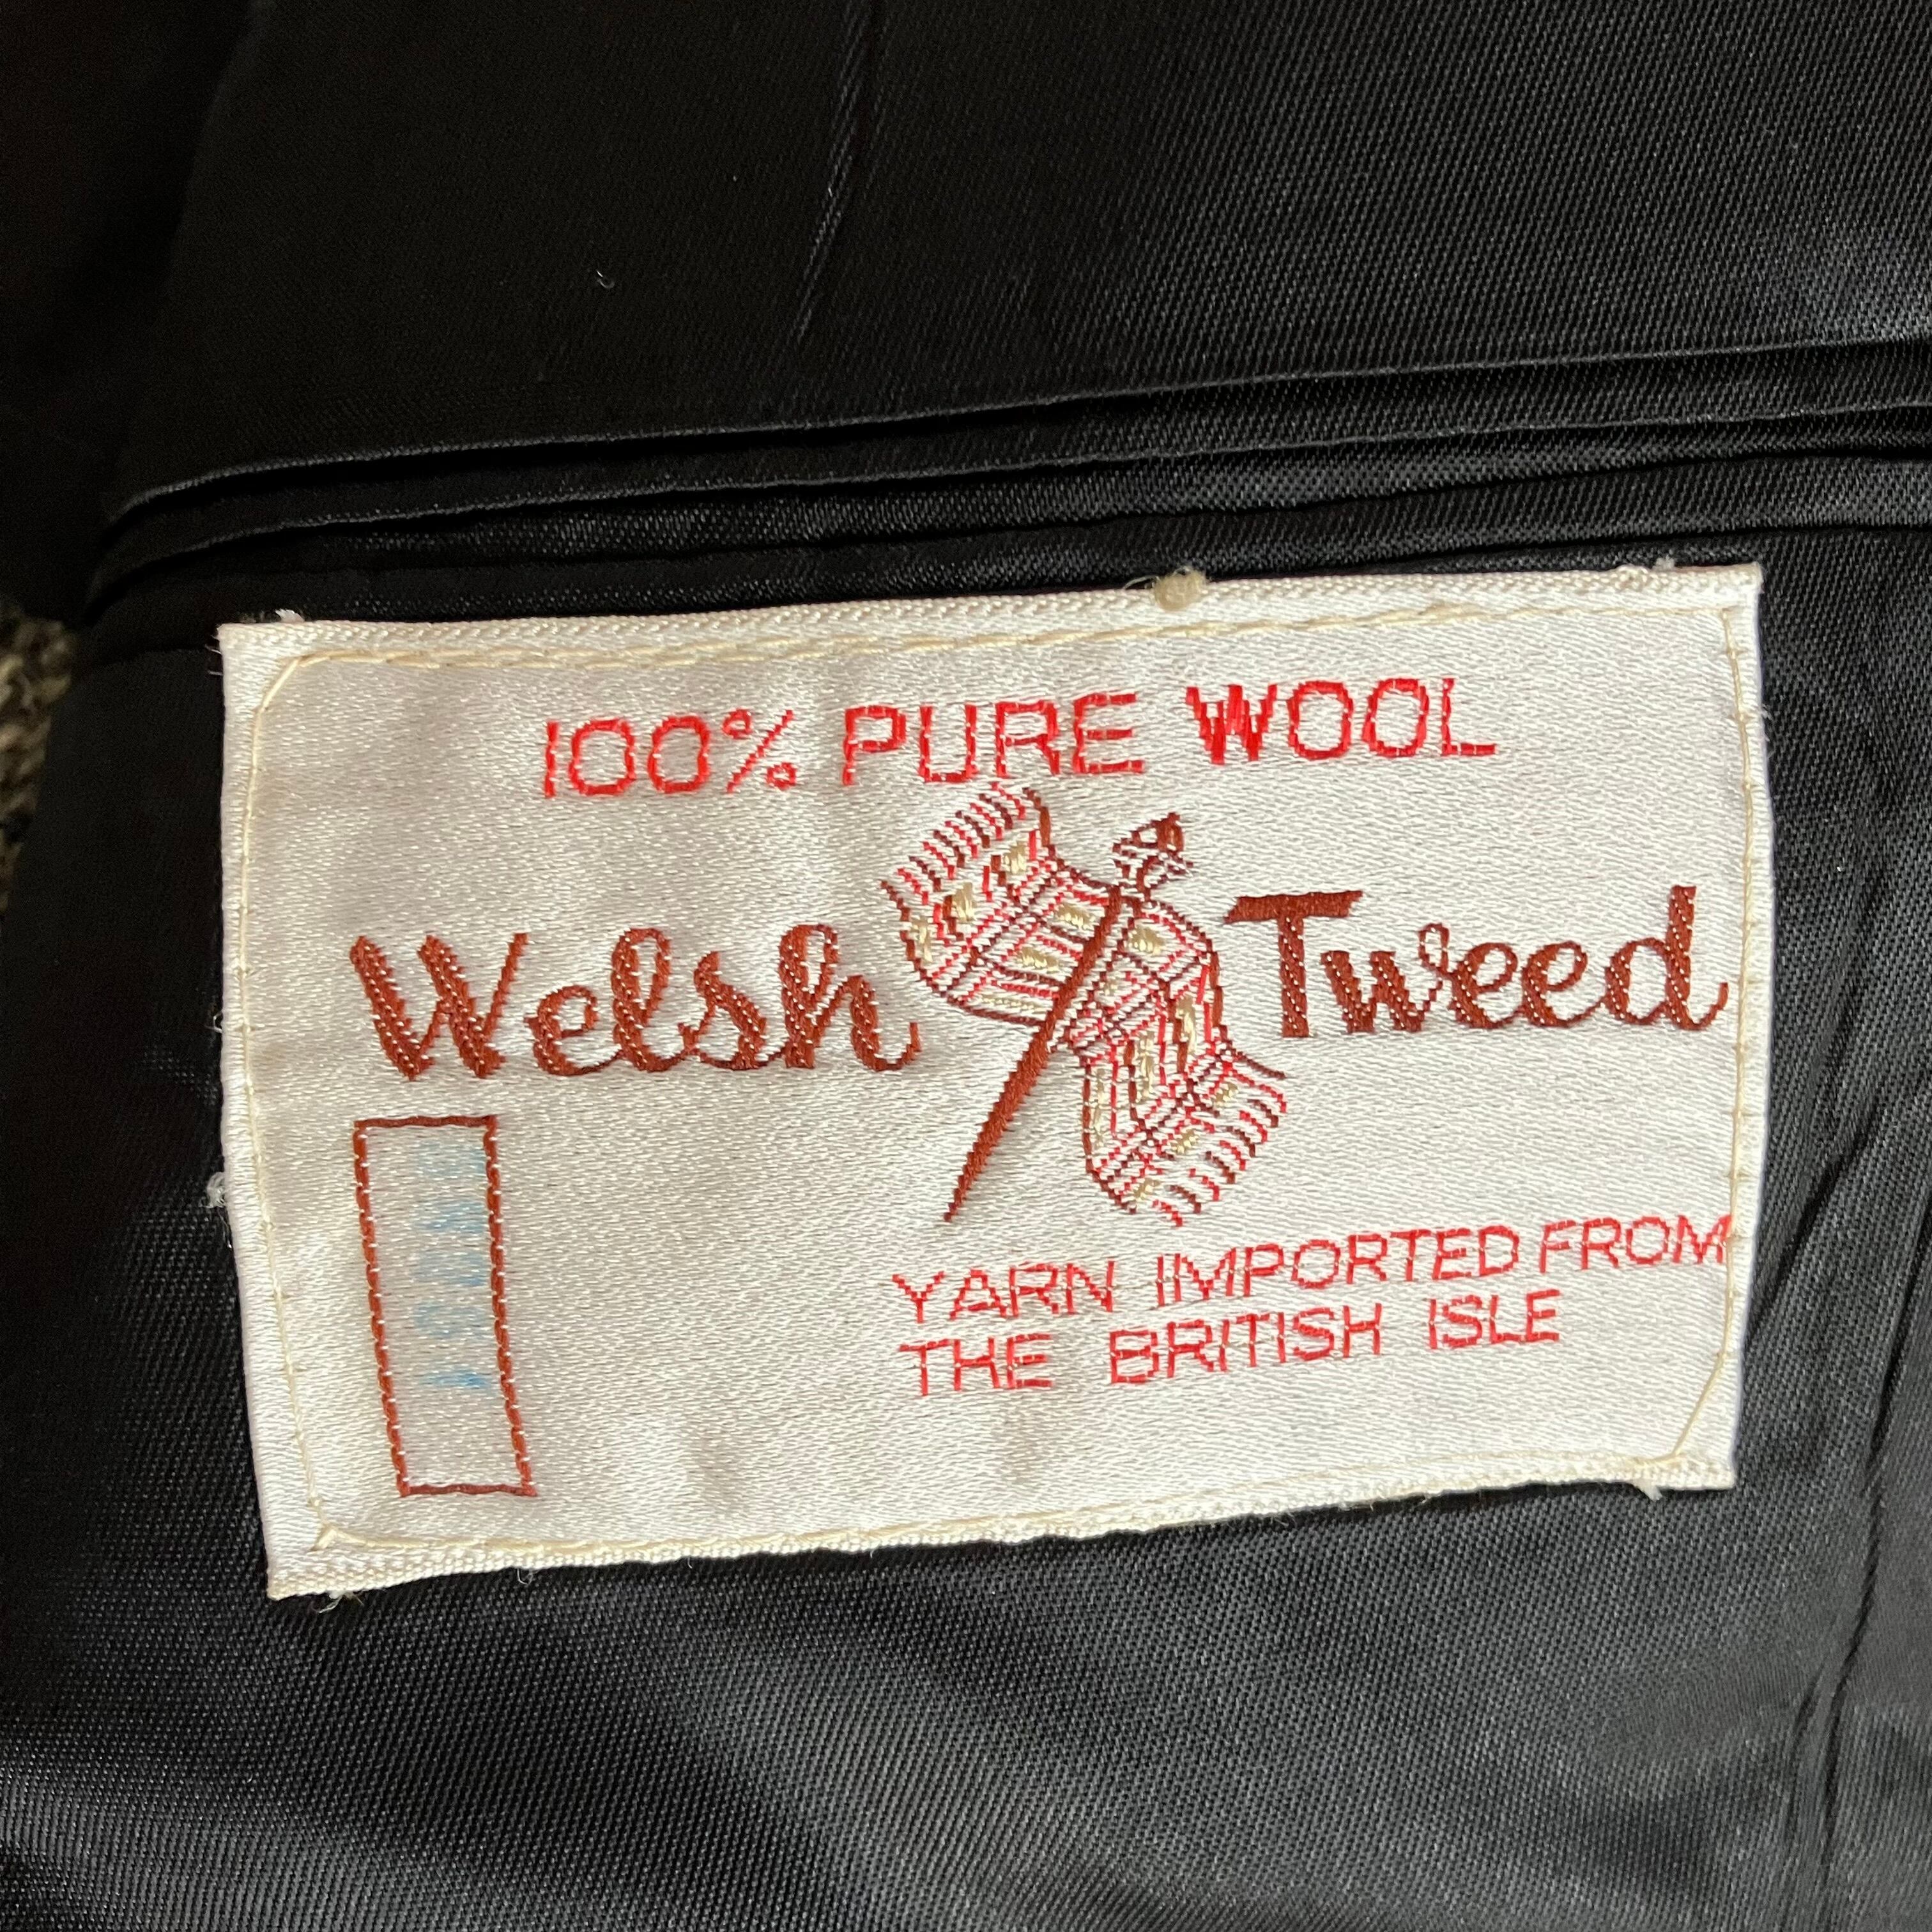 100% PURE WOOL
Welsh Tweed
YARN IMPORTED FROM
THE BRITISH ISLE